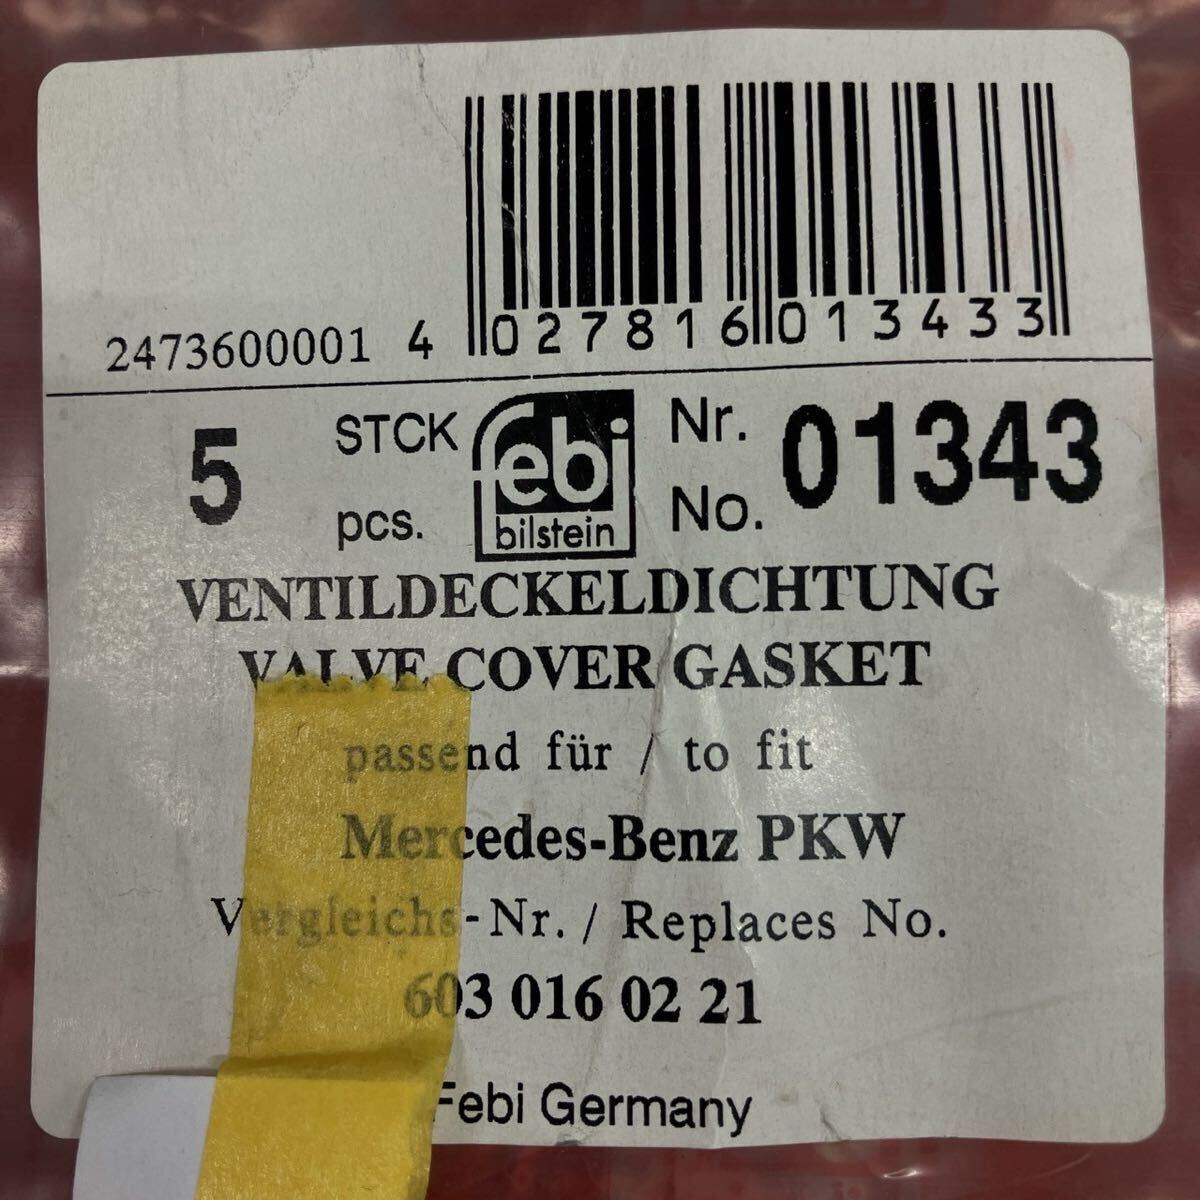 2473600001 4 027816 013433
5 STCK pcs. febi bilstein Nr. No. 01343
VENTILDECKELDICHTUNG
VALVE COVER GASKET
passend für / to fit
Mercedes-Benz PKW
Vergleichs-Nr. / Replaces No.
603 016 02 21
Febi Germany